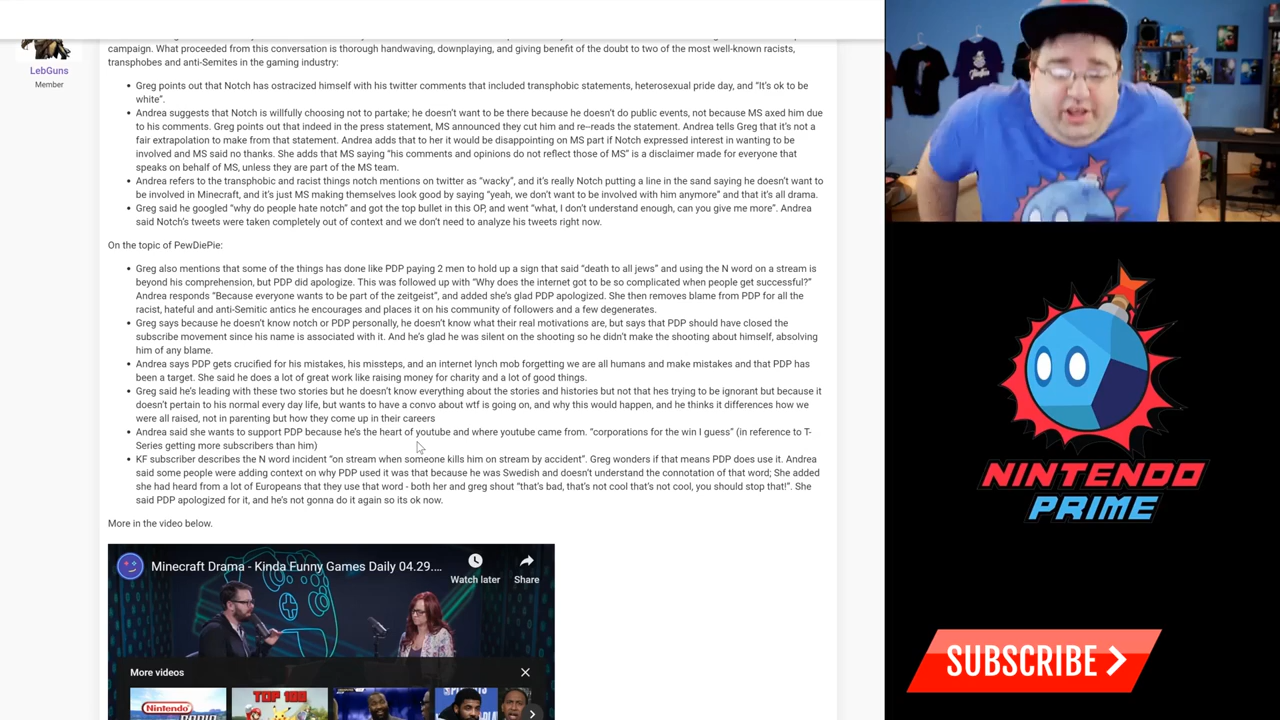 campaign. What proceeded from this conversation is thorough handwaving, downplaying, and giving benefit of the doubt to two of the most well-known racists,
transphobes and anti-Semites in the gaming industry:
LebGuns
Member
Greg points out that Notch has ostracized himself with his twitter comments that included transphobic statements, heterosexual pride day, and “It's ok to be
white”.
Andrea suggests that Notch is willfully choosing not to partake; he doesn't want to be there because he doesn't do public events, not because MS axed him due
to his comments. Greg points out that indeed in the press statement, MS announced they cut him and re–reads the statement. Andrea tells Greg that it's not a
fair extrapolation to make from that statement. Andrea adds that to her it would be disappointing on MS part if Notch expressed interest in wanting to be
involved and MS said no thanks. She adds that MS saying “his comments and opinions do not reflect those of MS” is a disclaimer made for everyone that
speaks on behalf of MS, unless they are part of the MS team.
Andrea refers to the transphobic and racist things notch mentions on twitter as “wacky”, and it's really Notch putting a line in the sand saying he doesn't want to
be involved in Minecraft, and it's just MS making themselves look good by saying “yeah, we don't want to be involved with him anymore” and that it's all drama.
Greg said he googled “why do people hate notch” and got the top bullet in this OP, and went “what, I don't understand enough, can you give me more”. Andrea
said Notch's tweets were taken completely out of context and we don't need to analyze his tweets right now.
On the topic of PewDiePie:
Greg also mentions that some of the things has done like PDP paying 2 men to hold up a sign that said “death to all jews” and using the N word on a stream is
beyond his comprehension, but PDP did apologize. This was followed up with “Why does the internet got to be so complicated when people get successful?”
Andrea responds “Because everyone wants to be part of the zeitgeist”, and added she's glad PDP apologized. She then removes blame from PDP for all the
racist, hateful and anti-Semitic antics he encourages and places it on his community of followers and a few degenerates.
Greg says because he doesn't know notch or PDP personally, he doesn't know what their real motivations are, but says that PDP should have closed the
subscribe movement since his name is associated with it. And he's glad he was silent on the shooting so he didn't make the shooting about himself, absolving
him of any blame.
Andrea says PDP gets crucified for his mistakes, his missteps, and an internet lynch mob forgetting we are all humans and make mistakes and that PDP has
been a target. She said he does a lot of great work like raising money for charity and a lot of good things.
Greg said he's leading with these two stories but he doesn't know everything about the stories and histories but not that hes trying to be ignorant but because it
doesn't pertain to his normal every day life, but wants to have a convo about wtf is going on, and why this would happen, and he thinks it differences how we
were all raised, not in parenting but how they come up in their careers
Andrea said she wants to support PDP because he's the heart of youtube and where youtube came from. “corporations for the win I guess” (in reference to T-
Series getting more subscribers than him)
KF subscriber describes the N word incident “on stream when someone kills him on stream by accident”. Greg wonders if that means PDP does use it. Andrea
said some people were adding context on why PDP used it was that because he was Swedish and doesn't understand the connotation of that word; She added
she had heard from a lot of Europeans that they use that word - both her and greg shout “that's bad, that's not cool that's not cool, you should stop that!”. She
said PDP apologized for it, and he's not gonna do it again so its ok now.
More in the video below.
Minecraft Drama - Kinda Funny Games Daily 04.29....
Watch later
Share
More videos
Nintendo
TOP 100
NINTENDO
PRIME
SUBSCRIBE